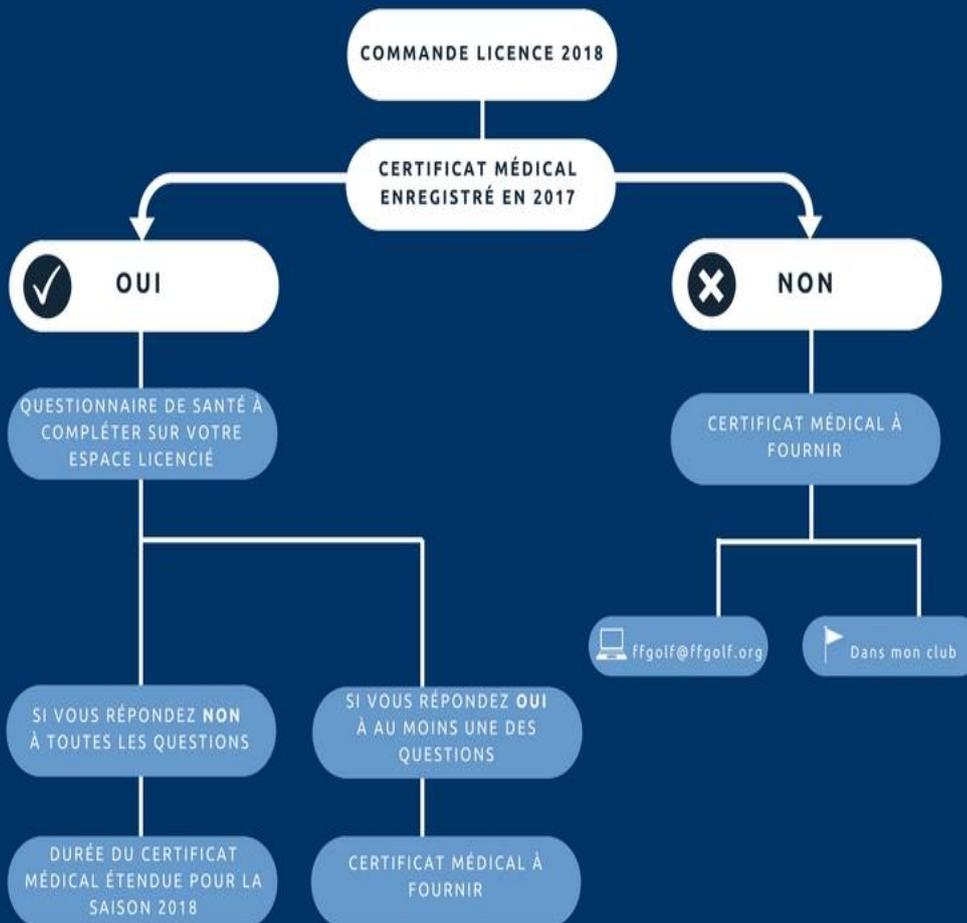 COMMANDE LICENCE 2018
CERTIFICAT MÉDICAL
ENREGISTRÉ EN 2017
OUI
NON
QUESTIONNAIRE DE SANTÉ À
COMPLÉTER SUR VOTRE
ESPACE LICENCIÉ
CERTIFICAT MÉDICAL À
FOURNIR
ffgolf@ffgolf.org
Dans mon club
SI VOUS RÉPONDEZ NON
À TOUTES LES QUESTIONS
SI VOUS RÉPONDEZ OUI
À AU MOINS UNE DES
QUESTIONS
DURÉE DU CERTIFICAT
MÉDICAL ÉTENDUE POUR LA
SAISON 2018
CERTIFICAT MÉDICAL À
FOURNIR